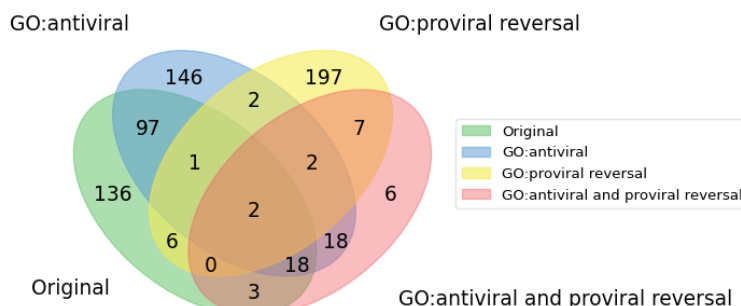 GO:antiviral
GO:proviral reversal
146
197
2
97
7
Original
GO:antiviral
GO:proviral reversal
GO:antiviral and proviral reversal
1
2
136
6
2
6
18
0
18
3
Original
GO:antiviral and proviral reversal